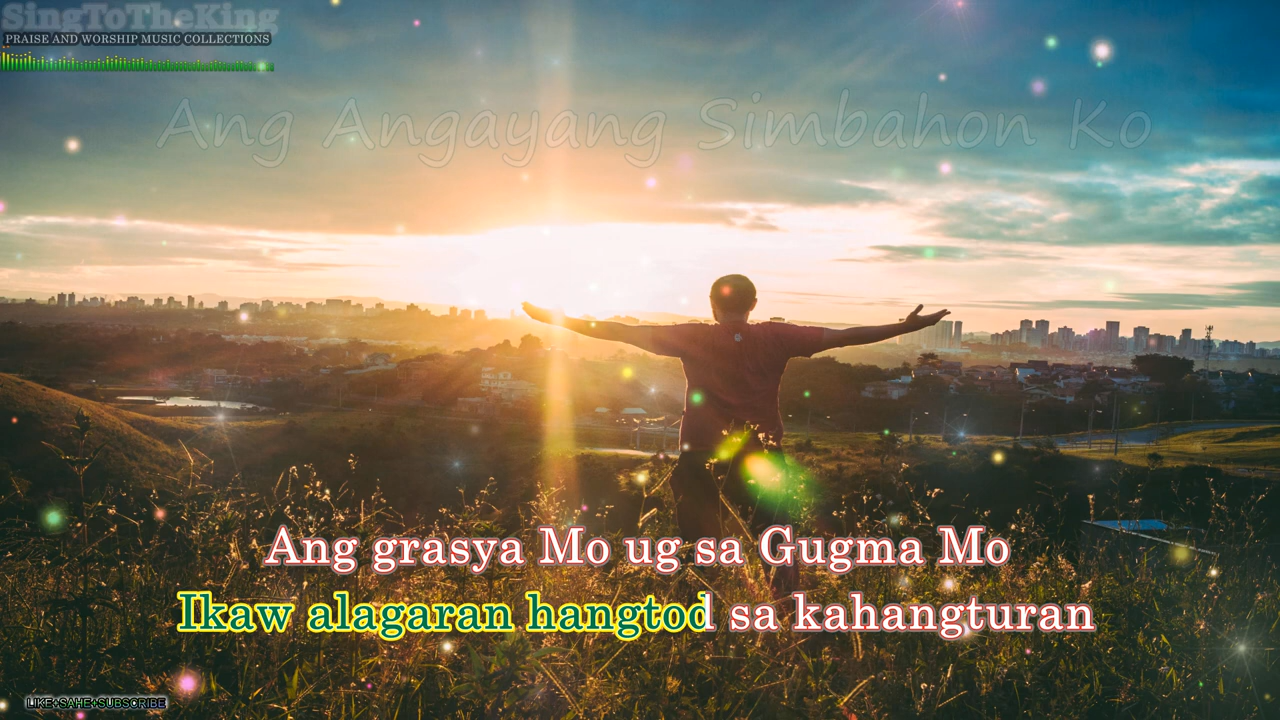 SingToTheKing
PRAISE AND WORSHIP MUSIC COLLECTIONS
Ang Angayang Simbahon Ko
Ang grasya Mo ug sa Gugma Mo
Ikaw alagaran hangtod sa kahangturan
LIKE+SAHE+SUBSCRIBE